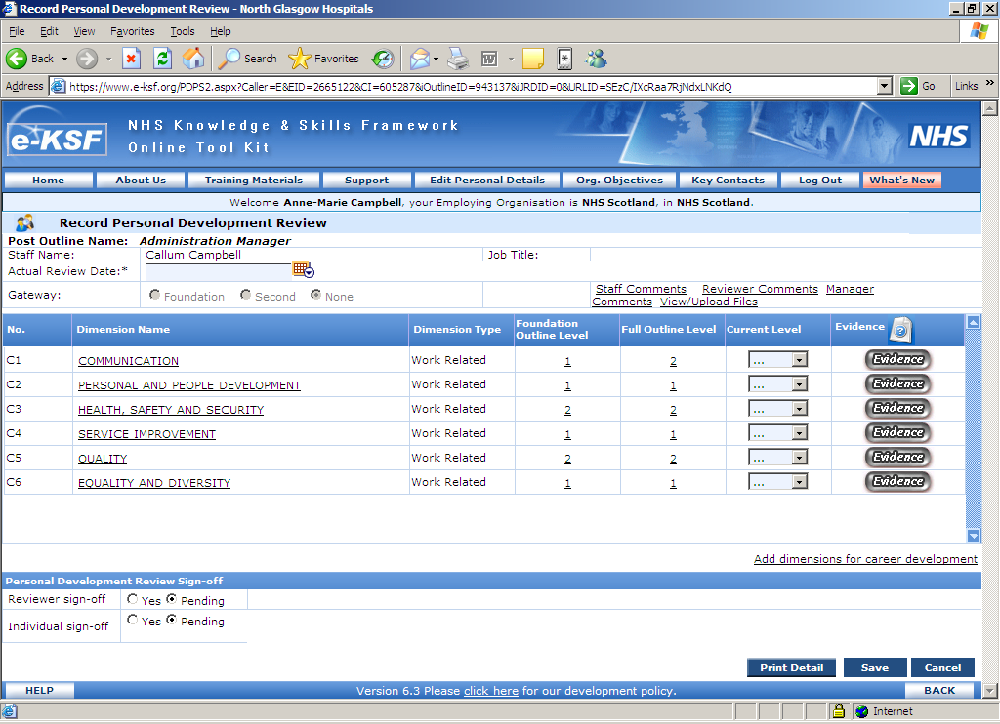 Record Personal Development Review - North Glasgow Hospitals
File Edit View Favorites Tools Help
Back Search Favorites
Address https://www.e-ksf.org/PDPS2.aspx?Caller=E&EID=2665122&CI=605287&OutlineID=943137&JRDID=0&URLID=SEzC/IXcRaa7RjNdxLNKdQ Go Links »
e-KSF NHS Knowledge & Skills Framework NHS
Online Tool Kit
Home About Us Training Materials Support Edit Personal Details Org. Objectives Key Contacts Log Out What's New
Welcome Anne-Marie Campbell, your Employing Organisation is NHS Scotland, in NHS Scotland.
Record Personal Development Review
Post Outline Name: Administration Manager
Staff Name: Callum Campbell Job Title:
Actual Review Date:*
Gateway: Foundation Second None Staff Comments Reviewer Comments Manager
Comments View/Upload Files
No. Dimension Name Dimension Type Foundation Outline Level Full Outline Level Current Level Evidence
C1 COMMUNICATION Work Related 1 2 ... Evidence
C2 PERSONAL AND PEOPLE DEVELOPMENT Work Related 1 1 ... Evidence
C3 HEALTH, SAFETY AND SECURITY Work Related 2 2 ... Evidence
C4 SERVICE IMPROVEMENT Work Related 1 1 ... Evidence
C5 QUALITY Work Related 2 2 ... Evidence
C6 EQUALITY AND DIVERSITY Work Related 1 1 ... Evidence
Add dimensions for career development
Personal Development Review Sign-off
Reviewer sign-off Yes Pending
Individual sign-off Yes Pending
Print Detail Save Cancel
HELP Version 6.3 Please click here for our development policy. BACK
Internet